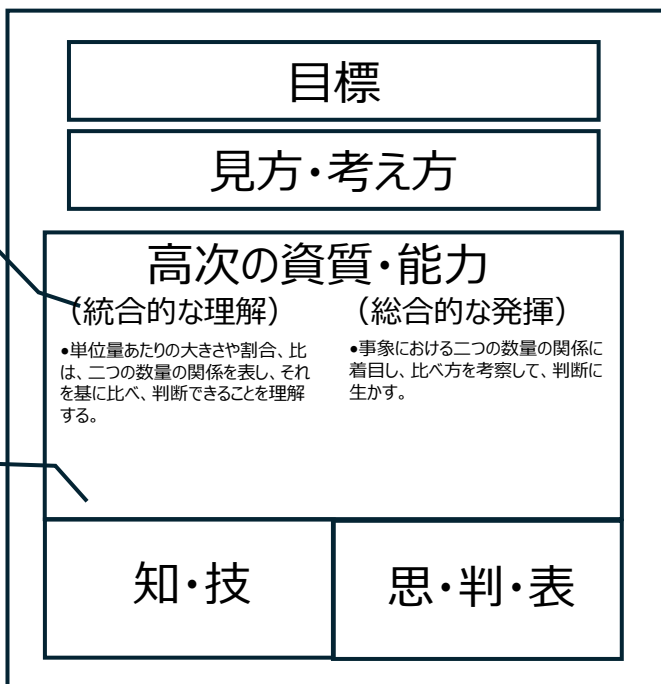 目標
見方・考え方
高次の資質・能力
（統合的な理解）
•単位量あたりの大きさや割合、比
は、二つの数量の関係を表し、それ
を基に比べ、判断できることを理解
する。
（総合的な発揮）
•事象における二つの数量の関係に
着目し、比べ方を考察して、判断に
生かす。
知・技
思・判・表